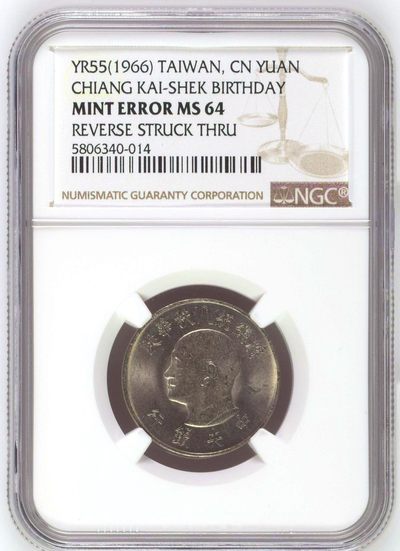 YR55(1966) TAIWAN, CN YUAN
CHIANG KAI-SHEK BIRTHDAY
MINT ERROR MS 64
REVERSE STRUCK THRU
5806340-014
NUMISMATIC GUARANTY CORPORATION NGC®